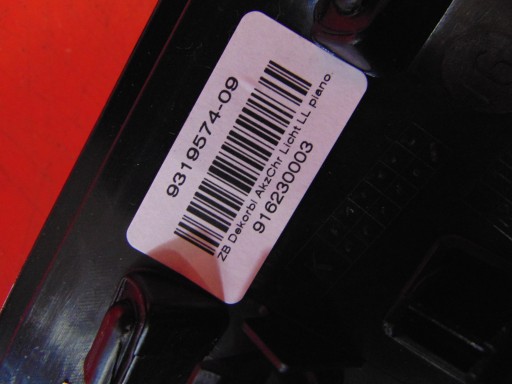 9319574-09
ZB Dekorbl AkzChr Licht LL piano
916230003